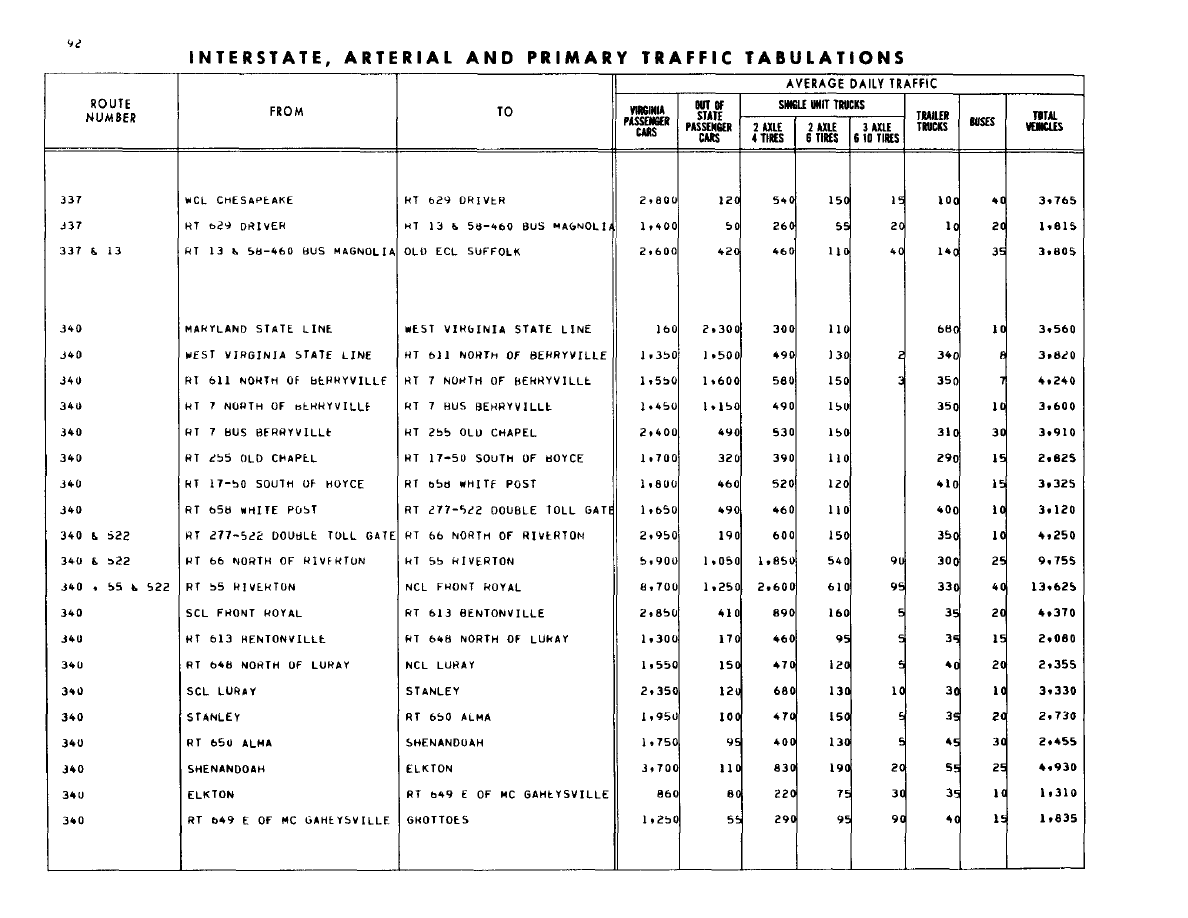 92
INTERSTATE, ARTERIAL AND PRIMARY TRAFFIC TABULATIONS
ROUTE NUMBER FROM TO AVERAGE DAILY TRAFFIC
VIRGINIA PASSENGER CARS OUT OF STATE PASSENGER CARS SINGLE UNIT TRUCKS 2 AXLE 4 TIRES 2 AXLE 6 TIRES 3 AXLE 6 10 TIRES TRAILER TRUCKS BUSES TOTAL VEHICLES
337 WCL CHESAPEAKE RT 629 DRIVER 2,800 120 540 150 15 100 40 3,765
337 RT 629 DRIVER RT 13 & 58-460 BUS MAGNOLIA 1,400 50 260 55 20 10 20 1,815
337 & 13 RT 13 & 58-460 BUS MAGNOLIA OLD ECL SUFFOLK 2,600 420 460 110 40 140 35 3,805
340 MARYLAND STATE LINE WEST VIRGINIA STATE LINE 160 2,300 300 110 680 10 3,560
340 WEST VIRGINIA STATE LINE RT 611 NORTH OF BERRYVILLE 1,350 1,500 490 130 2 340 8 3,820
340 RT 611 NORTH OF BERRYVILLE RT 7 NORTH OF BERRYVILLE 1,550 1,600 580 150 3 350 7 4,240
340 RT 7 NORTH OF BERRYVILLE RT 7 BUS BERRYVILLE 1,450 1,150 490 150 350 10 3,600
340 RT 7 BUS BERRYVILLE RT 255 OLD CHAPEL 2,400 490 530 150 310 30 3,910
340 RT 255 OLD CHAPEL RT 17-50 SOUTH OF BOYCE 1,700 320 390 110 290 15 2,825
340 RT 17-50 SOUTH OF BOYCE RT 658 WHITE POST 1,800 460 520 120 410 15 3,325
340 RT 658 WHITE POST RT 277-522 DOUBLE TOLL GATE 1,650 490 460 110 400 10 3,120
340 & 522 RT 277-522 DOUBLE TOLL GATE RT 66 NORTH OF RIVERTON 2,950 190 600 150 350 10 4,250
340 & 522 RT 66 NORTH OF RIVERTON RT 55 RIVERTON 5,900 1,050 1,850 540 90 300 25 9,755
340 , 55 & 522 RT 55 RIVERTON NCL FRONT ROYAL 8,700 1,250 2,600 610 95 330 40 13,625
340 SCL FRONT ROYAL RT 613 BENTONVILLE 2,850 410 890 160 5 35 20 4,370
340 RT 613 BENTONVILLE RT 648 NORTH OF LURAY 1,300 170 460 95 5 35 15 2,080
340 RT 648 NORTH OF LURAY NCL LURAY 1,550 150 470 120 5 40 20 2,355
340 SCL LURAY STANLEY 2,350 120 680 130 10 30 10 3,330
340 STANLEY RT 650 ALMA 1,950 100 470 150 5 35 20 2,730
340 RT 650 ALMA SHENANDOAH 1,750 95 400 130 5 45 30 2,455
340 SHENANDOAH ELKTON 3,700 110 830 190 20 55 25 4,930
340 ELKTON RT 649 E OF MC GAHEYSVILLE 860 80 220 75 30 35 10 1,310
340 RT 649 E OF MC GAHEYSVILLE GROTTOES 1,250 55 290 95 90 40 15 1,835